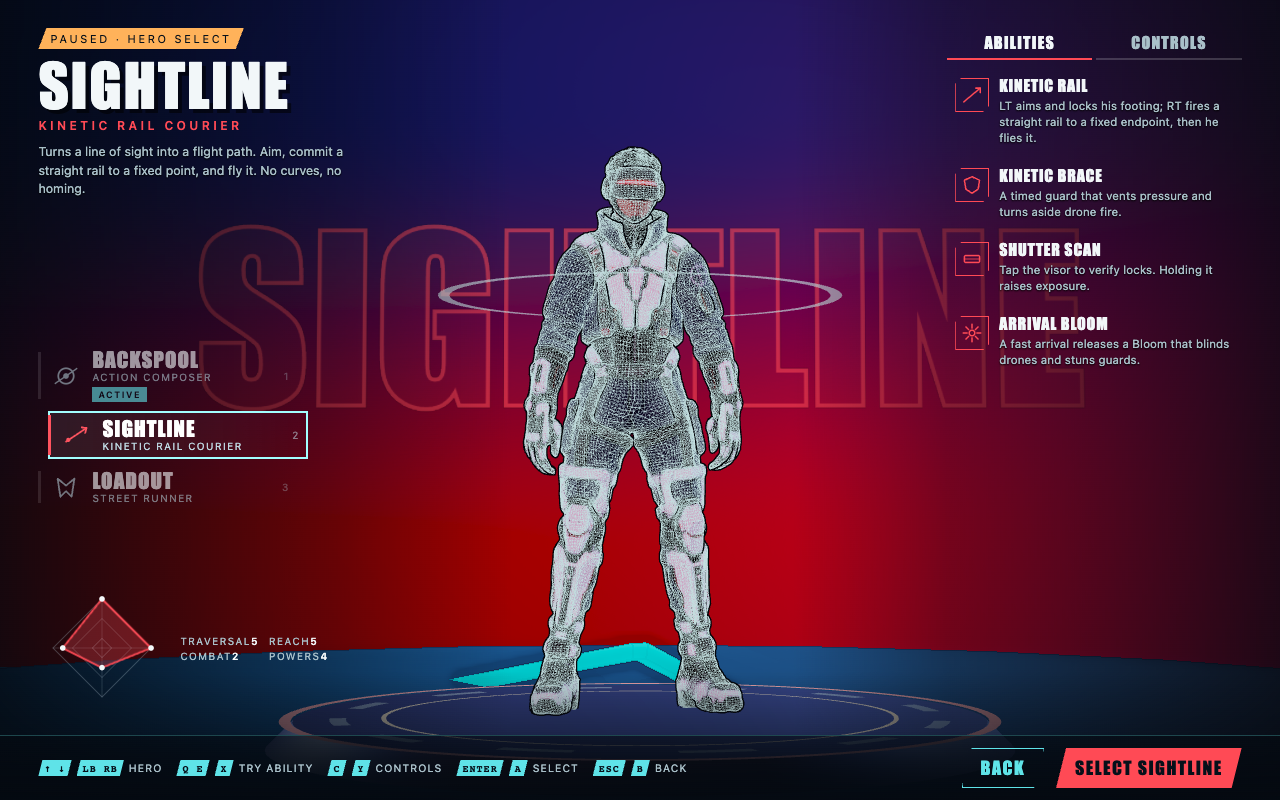 PAUSED · HERO SELECT
SIGHTLINE
KINETIC RAIL COURIER
Turns a line of sight into a flight path. Aim, commit a
straight rail to a fixed point, and fly it. No curves, no
homing.
SIGHTLINE
BACKSPOOL
ACTION COMPOSER
1
ACTIVE
SIGHTLINE
KINETIC RAIL COURIER
2
LOADOUT
STREET RUNNER
3
TRAVERSAL5 REACH5
COMBAT2 POWERS4
ABILITIES CONTROLS
KINETIC RAIL
LT aims and locks his footing; RT fires a
straight rail to a fixed endpoint, then he
flies it.
KINETIC BRACE
A timed guard that vents pressure and
turns aside drone fire.
SHUTTER SCAN
Tap the visor to verify locks. Holding it
raises exposure.
ARRIVAL BLOOM
A fast arrival releases a Bloom that blinds
drones and stuns guards.
↑ ↓ LB RB HERO Q E X TRY ABILITY C Y CONTROLS ENTER A SELECT ESC B BACK
BACK SELECT SIGHTLINE